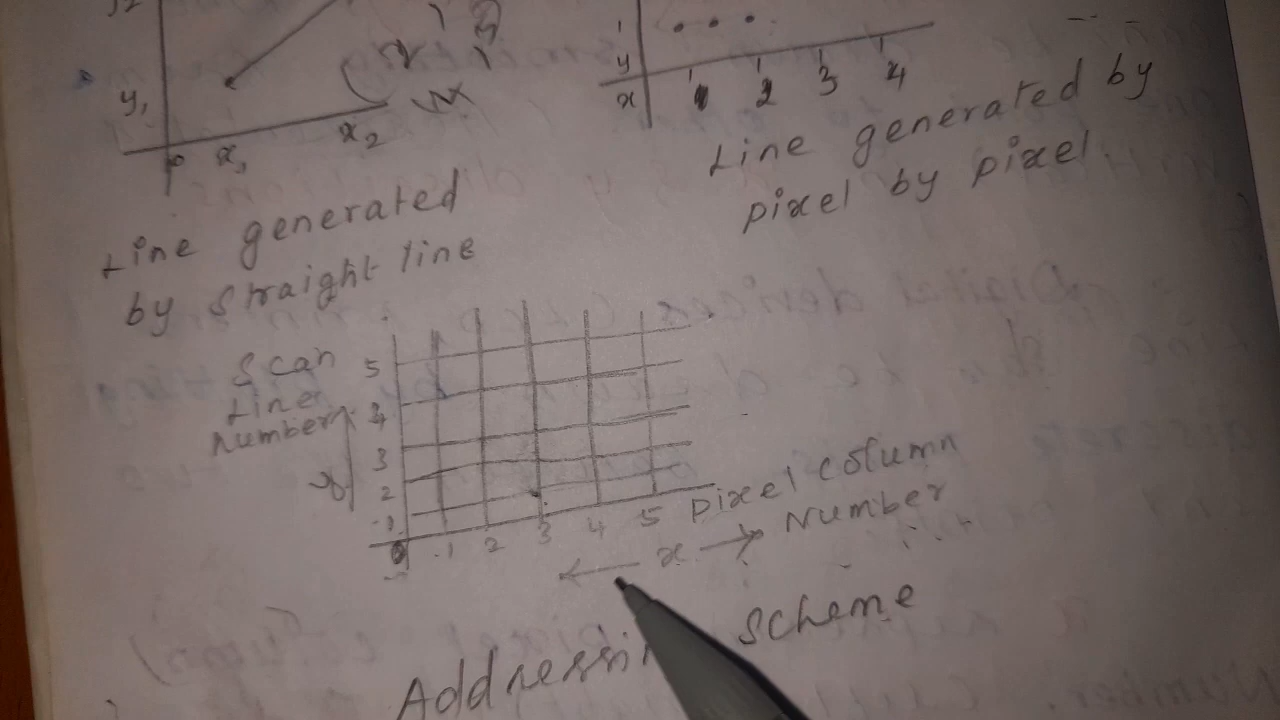 y₁
x₁ x₂
Line generated
by straight line
1
y
x 1 2 3 4
Line generated by
pixel by pixel
Scan
Line
Number
y
5
4
3
2
1
0 1 2 3 4 5
Pixel column
Number
← x →
Scheme